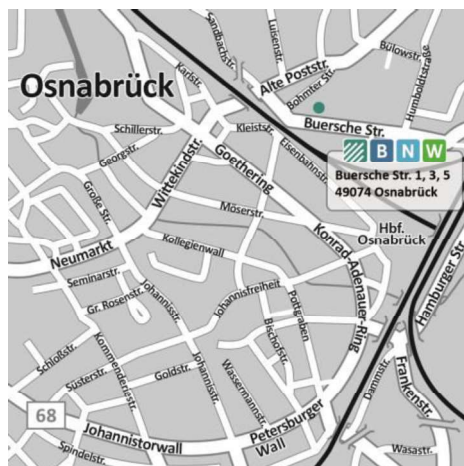 Osnabrück
Sandbachstr.
Luisenstr.
Bülowstr.
Humboldtstraße
Karlstr.
Alte Poststr.
Bohmter Str.
Schillerstr.
Kleiststr.
Buersche Str.
Georgstr.
Wittekindstr.
Goethering
Eisenbahnstr.
B N W
Buersche Str. 1, 3, 5
49074 Osnabrück
Große Str.
Möserstr.
Hbf.
Osnabrück
Neumarkt
Kollegienwall
Konrad-Adenauer-Ring
Hamburger Str.
Seminarstr.
Johannisstr.
Johannisfreiheit
Gr. Rosenstr.
Pottgraben
Bischofstr.
Schloßstr.
Kommenderiestr.
Süsterstr.
Goldstr.
Johannisstr.
Wassermannstr.
Dammstr.
Frankenstr.
68
Johannistorwall
Petersburger
Wall
Spindelstr.
Wasastr.